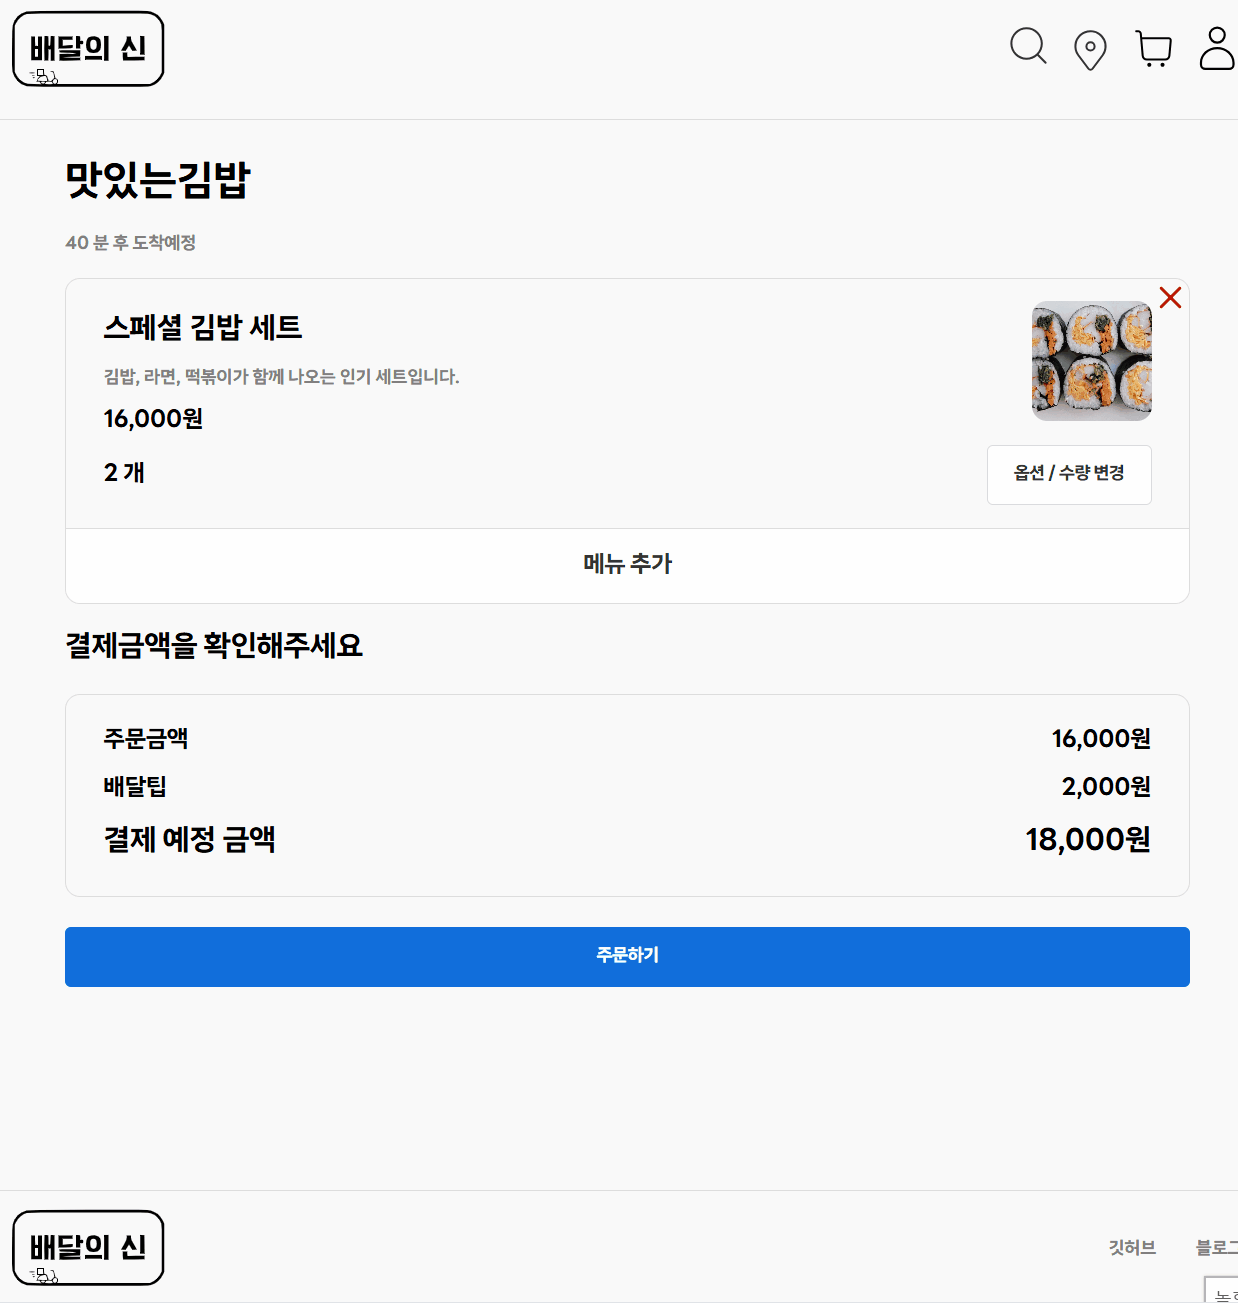 배달의 신
맛있는김밥
40 분 후 도착예정
스페셜 김밥 세트
김밥, 라면, 떡볶이가 함께 나오는 인기 세트입니다.
16,000원
2 개
옵션 / 수량 변경
메뉴 추가
결제금액을 확인해주세요
주문금액 16,000원
배달팁 2,000원
결제 예정 금액 18,000원
주문하기
배달의 신
깃허브 블로그